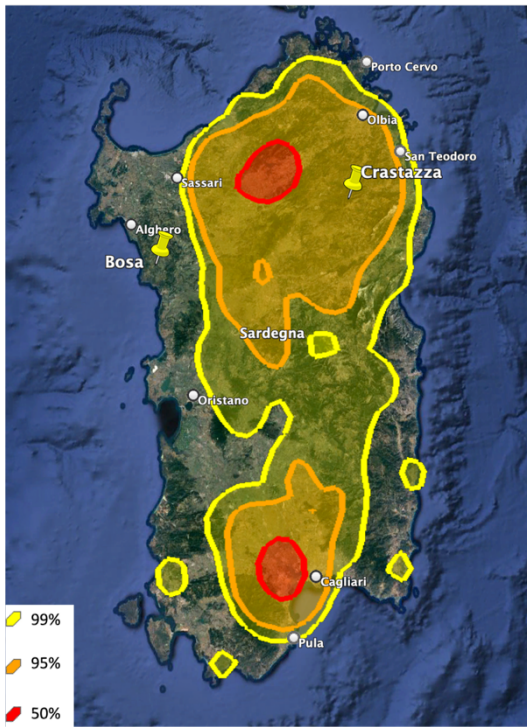 Porto Cervo
Olbia
San Teodoro
Crastazza
Sassari
Alghero
Bosa
Sardegna
Oristano
Cagliari
Pula
99%
95%
50%